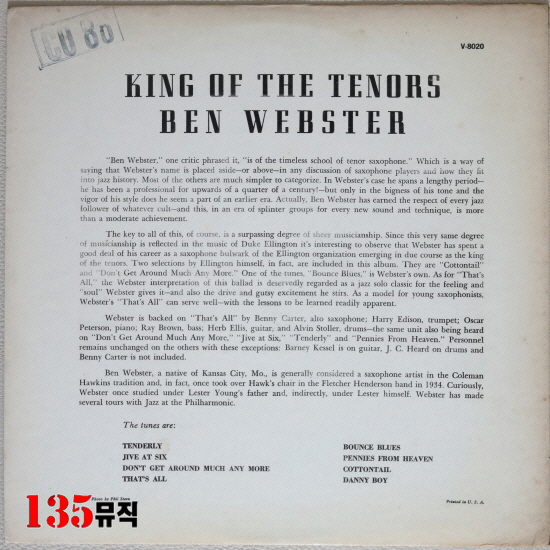 CU 86
V-8020
KING OF THE TENORS
BEN WEBSTER
"Ben Webster," one critic phrased it, "is of the timeless school of tenor saxophone." Which is a way of
saying that Webster's name is placed aside—or above—in any discussion of saxophone players and how they fit
into jazz history. Most of the others are much simpler to categorize. In Webster's case he spans a lengthy period—
he has been a professional for upwards of a quarter of a century!—but only in the bigness of his tone and the
vigor of his style does he seem a part of an earlier era. Actually, Ben Webster has earned the respect of every jazz
follower of whatever cult—and this, in an era of splinter groups for every new sound and technique, is more
than a moderate achievement.
The key to all of this, of course, is a surpassing degree of sheer musicianship. Since this very same degree
of musicianship is reflected in the music of Duke Ellington it's interesting to observe that Webster has spent a
good deal of his career as a saxophone bulwark of the Ellington organization emerging in due course as the king
of the tenors. Two selections by Ellington himself, in fact, are included in this album. They are "Cottontail"
and "Don't Get Around Much Any More." One of the tunes, "Bounce Blues," is Webster's own. As for "That's
All," the Webster interpretation of this ballad is deservedly regarded as a jazz solo classic for the feeling and
"soul" Webster gives it—and also the drive and gutsy excitement he stirs. As a model for young saxophonists,
Webster's "That's All" can serve well—with the lessons to be learned readily apparent.
Webster is backed on "That's All" by Benny Carter, alto saxophone; Harry Edison, trumpet; Oscar
Peterson, piano; Ray Brown, bass; Herb Ellis, guitar, and Alvin Stoller, drums—the same unit also being heard
on "Don't Get Around Much Any More," "Jive at Six," "Tenderly" and "Pennies From Heaven." Personnel
remains unchanged on the others with these exceptions: Barney Kessel is on guitar, J. C. Heard on drums and
Benny Carter is not included.
Ben Webster, a native of Kansas City, Mo., is generally considered a saxophone artist in the Coleman
Hawkins tradition and, in fact, once took over Hawk's chair in the Fletcher Henderson band in 1934. Curiously,
Webster once studied under Lester Young's father and, indirectly, under Lester himself. Webster has made
several tours with Jazz at the Philharmonic.
The tunes are:
TENDERLY
JIVE AT SIX
DON'T GET AROUND MUCH ANY MORE
THAT'S ALL
BOUNCE BLUES
PENNIES FROM HEAVEN
COTTONTAIL
DANNY BOY
Photo by Phil Stern
Printed in U. S. A.
135뮤직